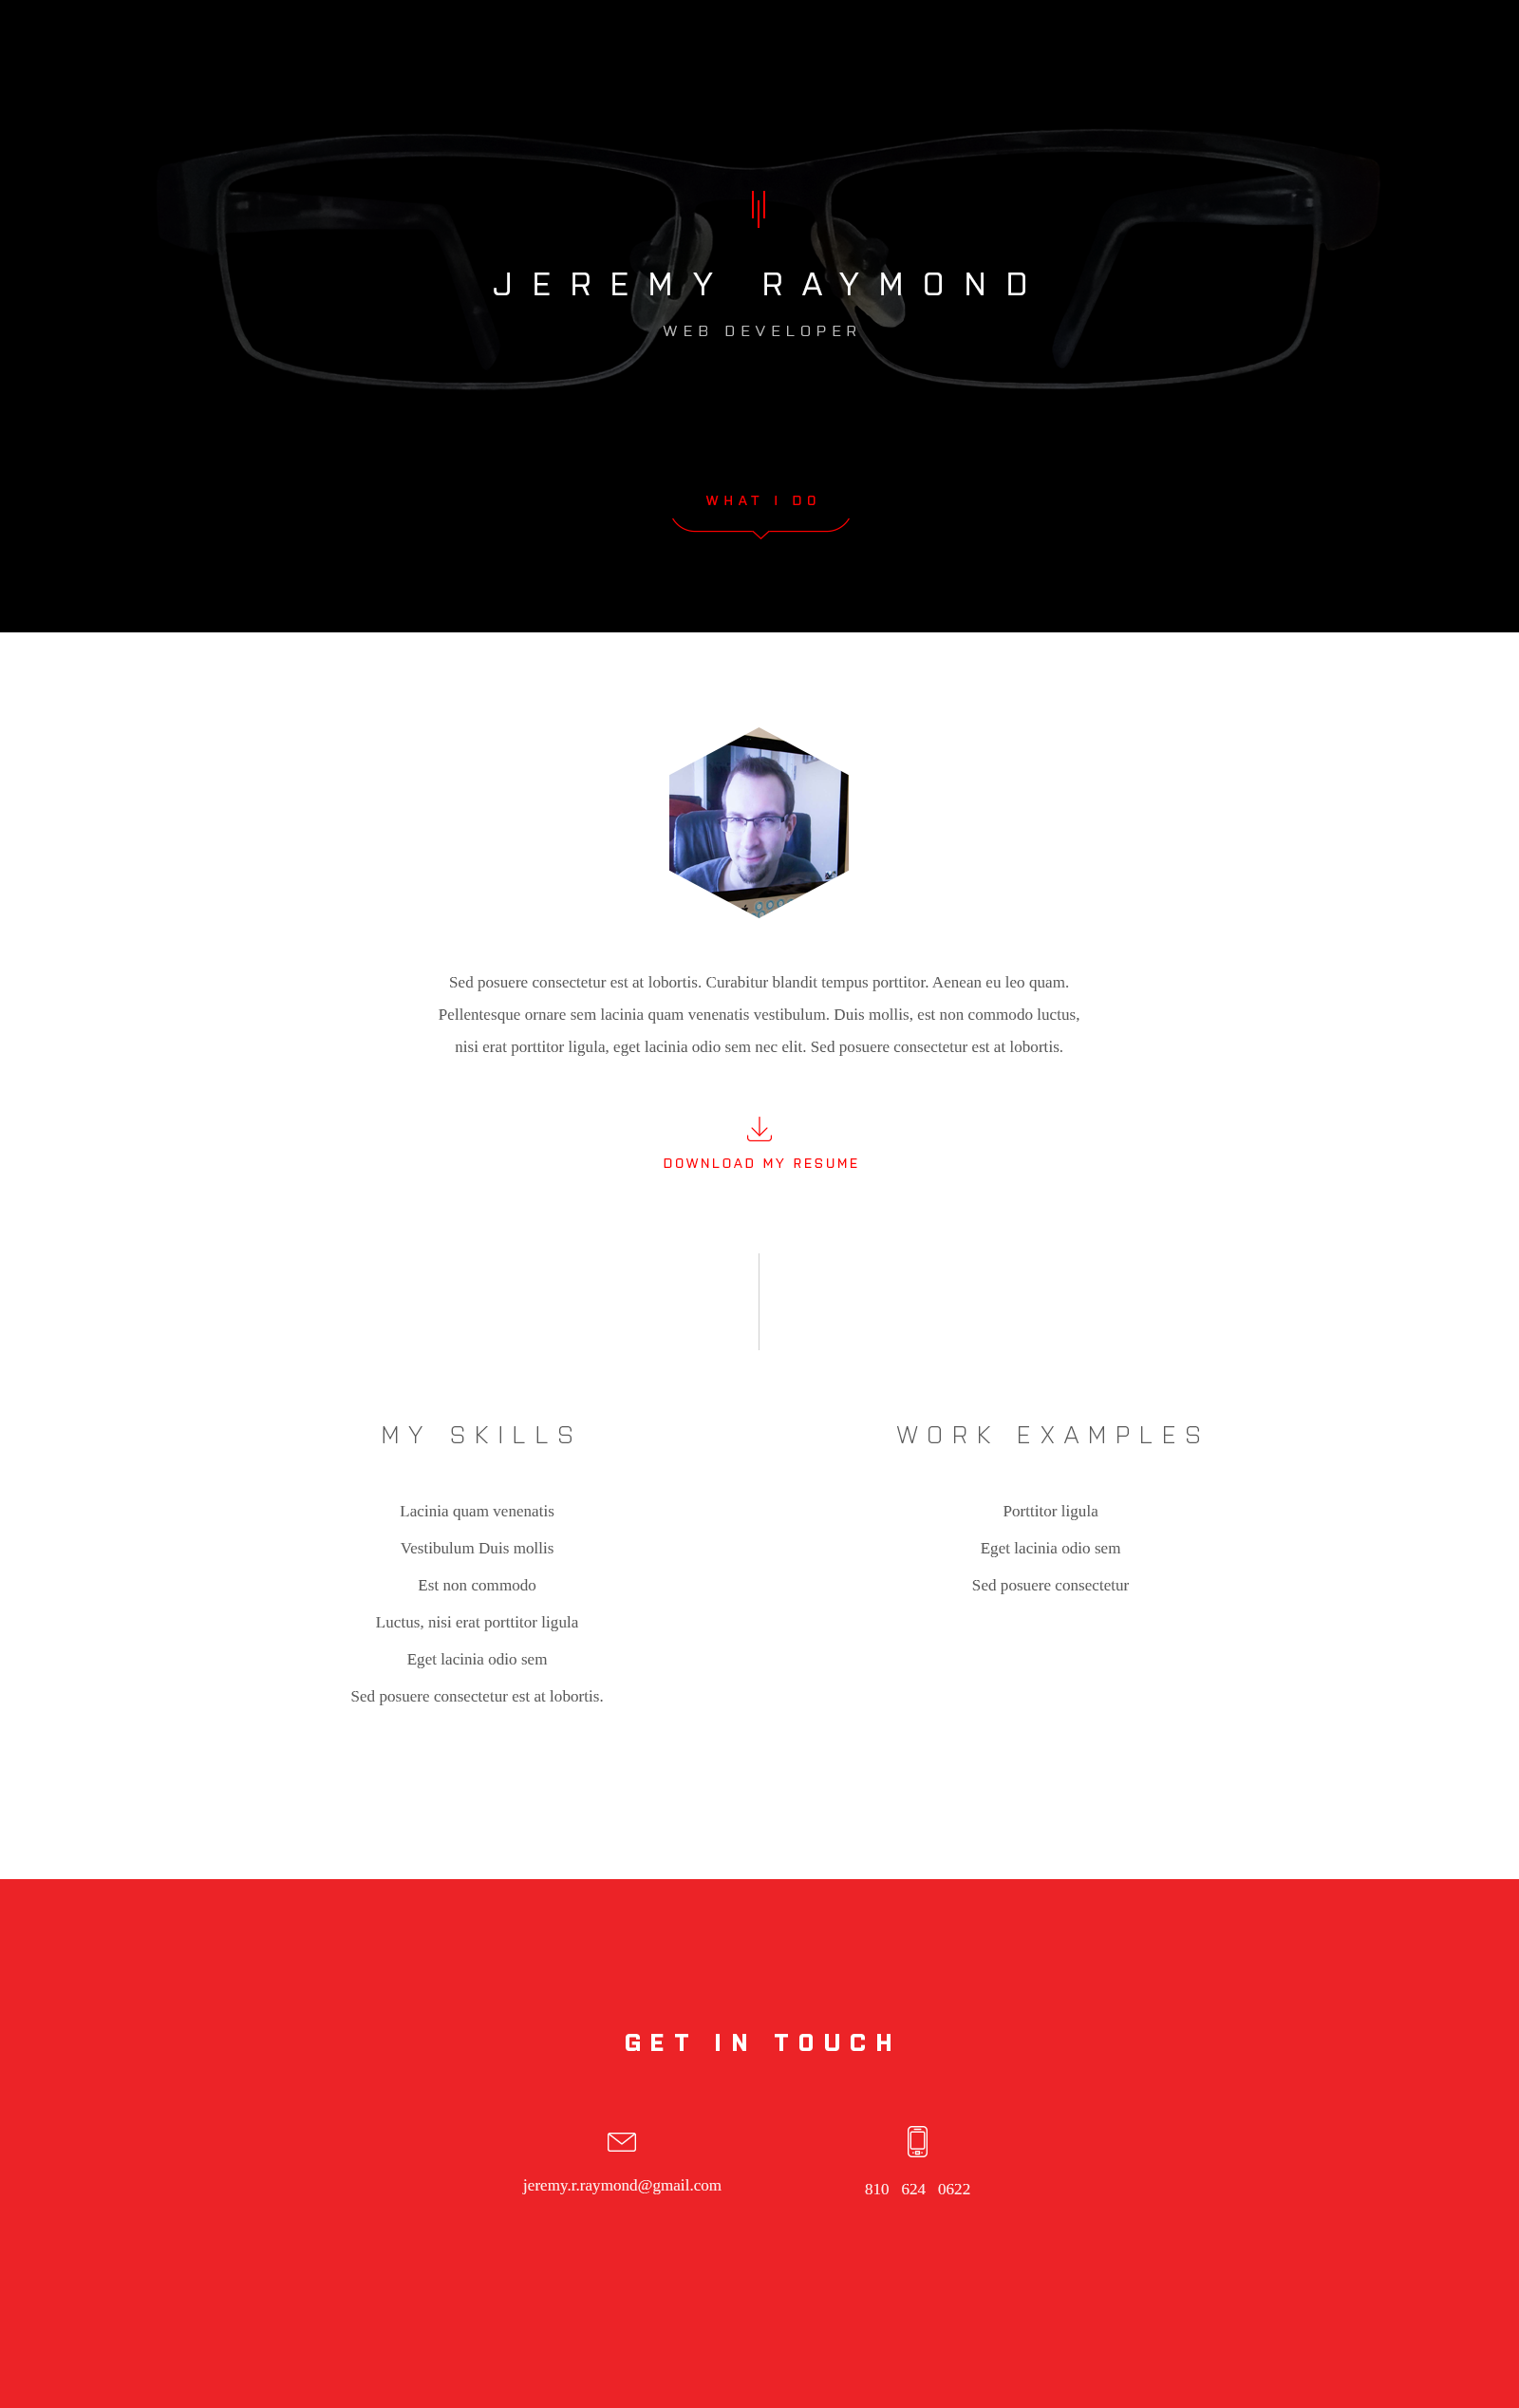 JEREMY RAYMOND
WEB DEVELOPER
WHAT I DO
Sed posuere consectetur est at lobortis. Curabitur blandit tempus porttitor. Aenean eu leo quam.
Pellentesque ornare sem lacinia quam venenatis vestibulum. Duis mollis, est non commodo luctus,
nisi erat porttitor ligula, eget lacinia odio sem nec elit. Sed posuere consectetur est at lobortis.
DOWNLOAD MY RESUME
MY SKILLS
Lacinia quam venenatis
Vestibulum Duis mollis
Est non commodo
Luctus, nisi erat porttitor ligula
Eget lacinia odio sem
Sed posuere consectetur est at lobortis.
WORK EXAMPLES
Porttitor ligula
Eget lacinia odio sem
Sed posuere consectetur
GET IN TOUCH
jeremy.r.raymond@gmail.com
810 624 0622